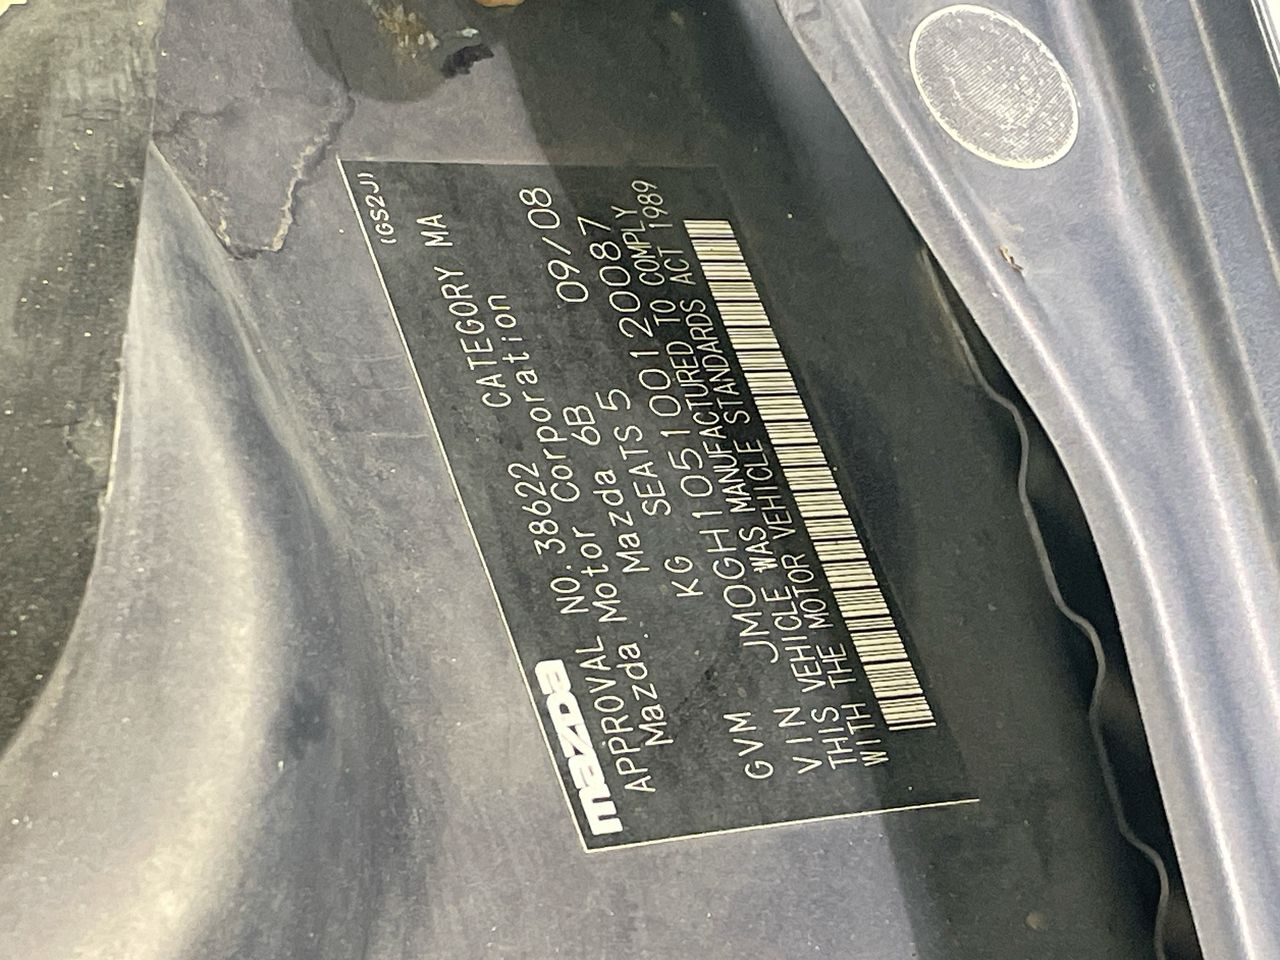 mazda (GS2J)
APPROVAL NO. 38622 CATEGORY MA
Mazda. Motor Corporation
Mazda 6B 09/08
GVM KG SEATS 5
VIN JM0GH105100120087
THIS VEHICLE WAS MANUFACTURED TO COMPLY
WITH THE MOTOR VEHICLE STANDARDS ACT 1989